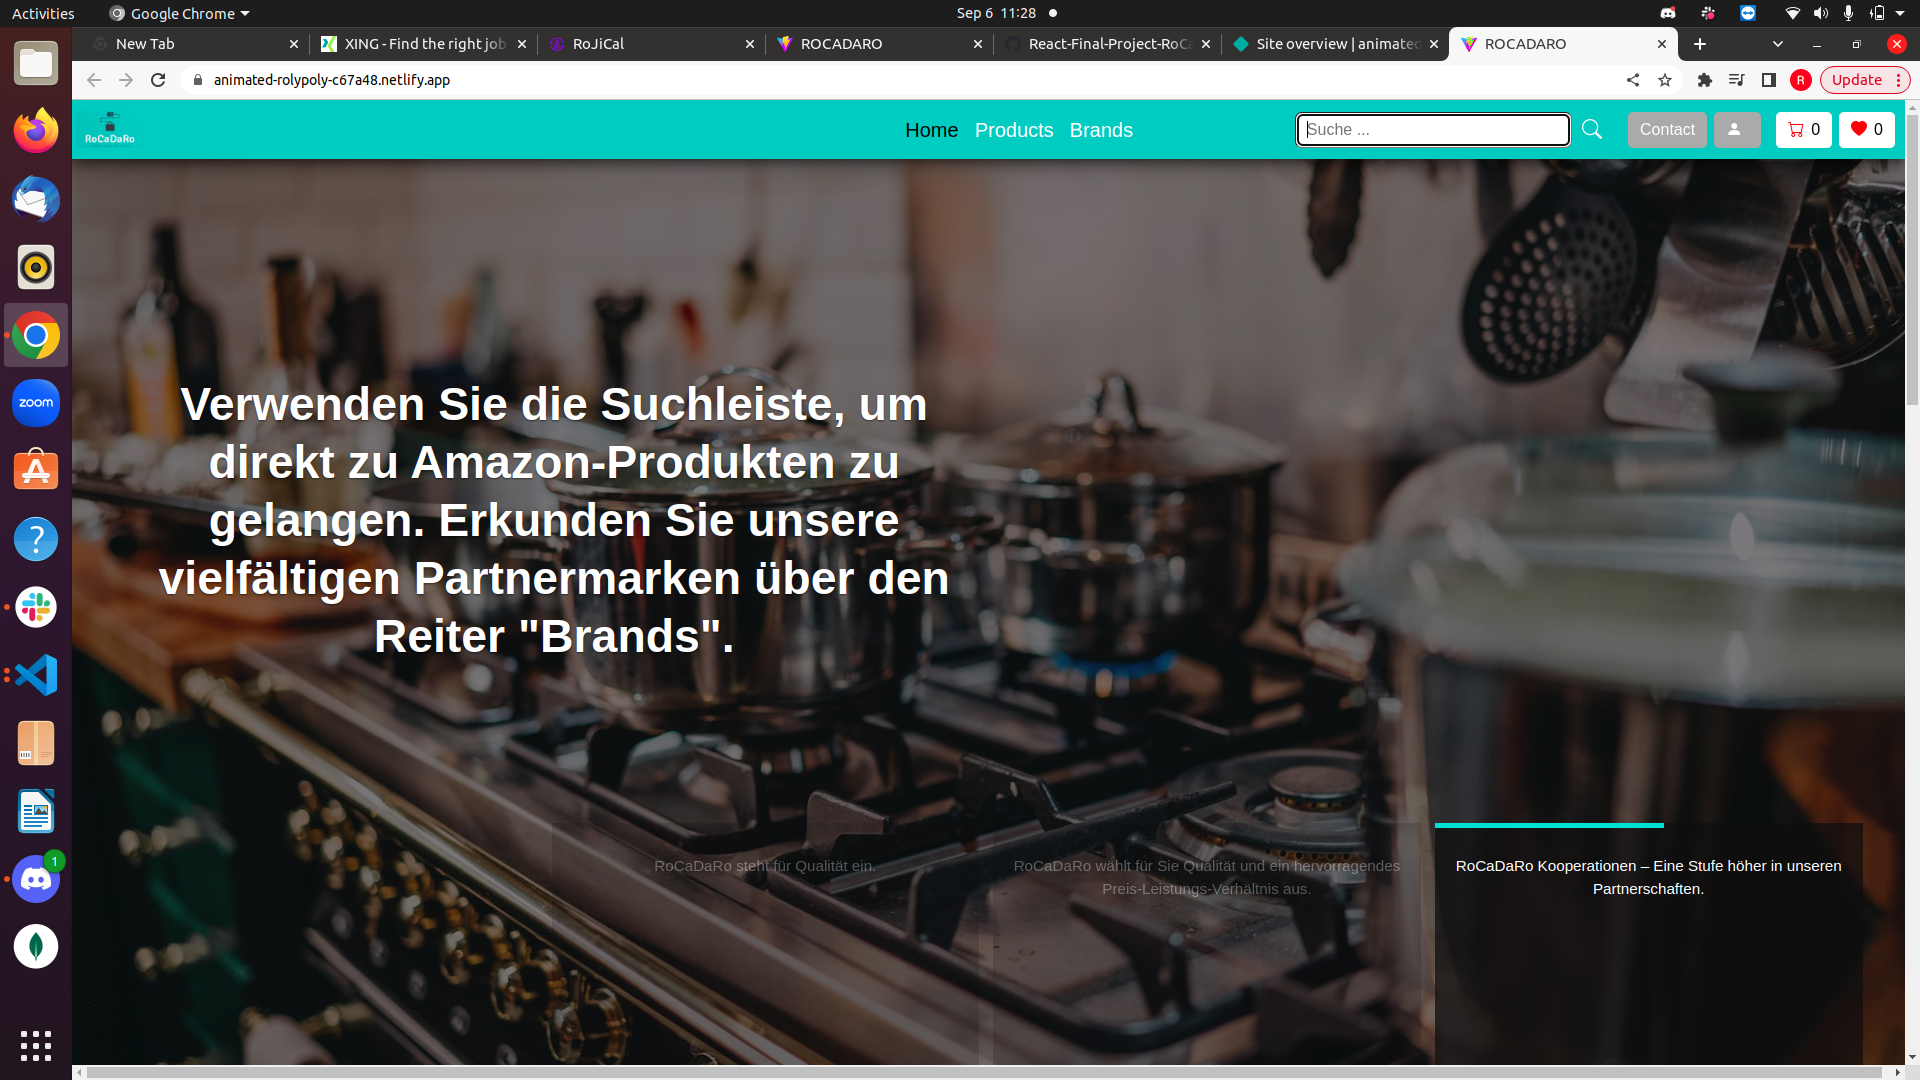 Activities
Google Chrome
Sep 6 11:28
New Tab
XING - Find the right job
RoJiCal
ROCADARO
React-Final-Project-RoCa
Site overview | animated
ROCADARO
animated-rolypoly-c67a48.netlify.app
R
Update
RoCaDaRo
Home
Products
Brands
Suche ...
Contact
0
0
zoom
Verwenden Sie die Suchleiste, um
direkt zu Amazon-Produkten zu
gelangen. Erkunden Sie unsere
vielfältigen Partnermarken über den
Reiter "Brands".
RoCaDaRo steht für Qualität ein.
RoCaDaRo wählt für Sie Qualität und ein hervorragendes
Preis-Leistungs-Verhältnis aus.
RoCaDaRo Kooperationen – Eine Stufe höher in unseren
Partnerschaften.
1